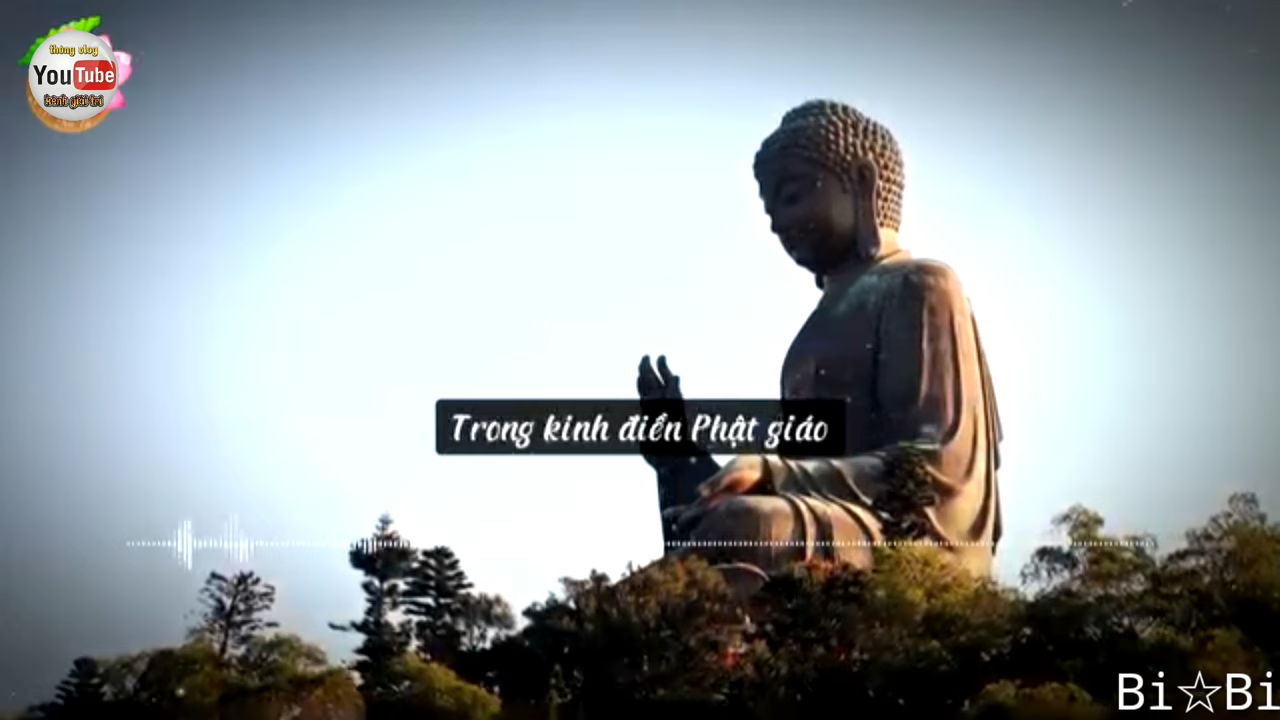 thông vlog
YouTube
kênh giải trí
Trong kinh điển Phật giáo
Bi☆Bi